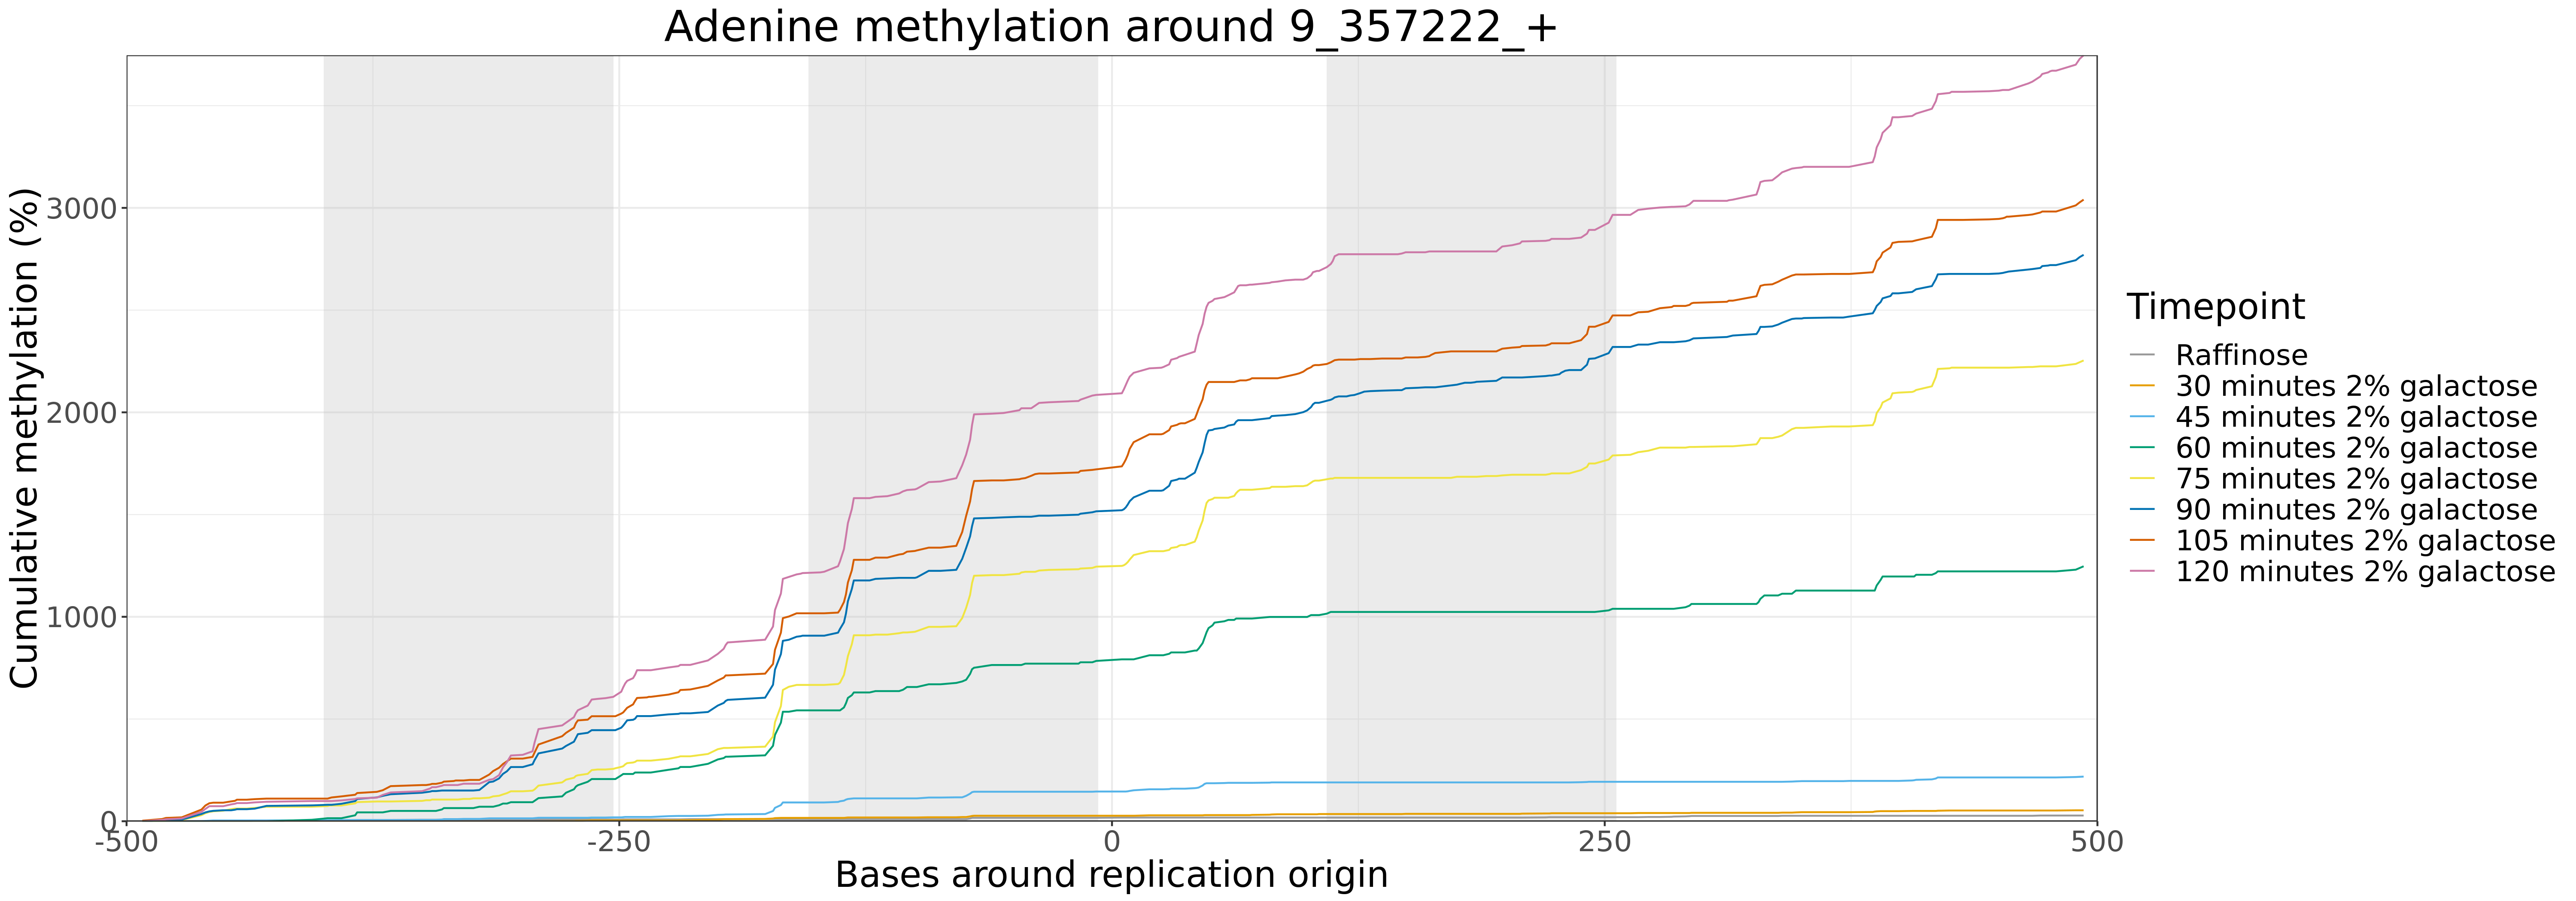 Adenine methylation around 9_357222_+
Cumulative methylation (%)
3000
2000
1000
0
-500
-250
0
250
500
Bases around replication origin
Timepoint
Raffinose
30 minutes 2% galactose
45 minutes 2% galactose
60 minutes 2% galactose
75 minutes 2% galactose
90 minutes 2% galactose
105 minutes 2% galactose
120 minutes 2% galactose